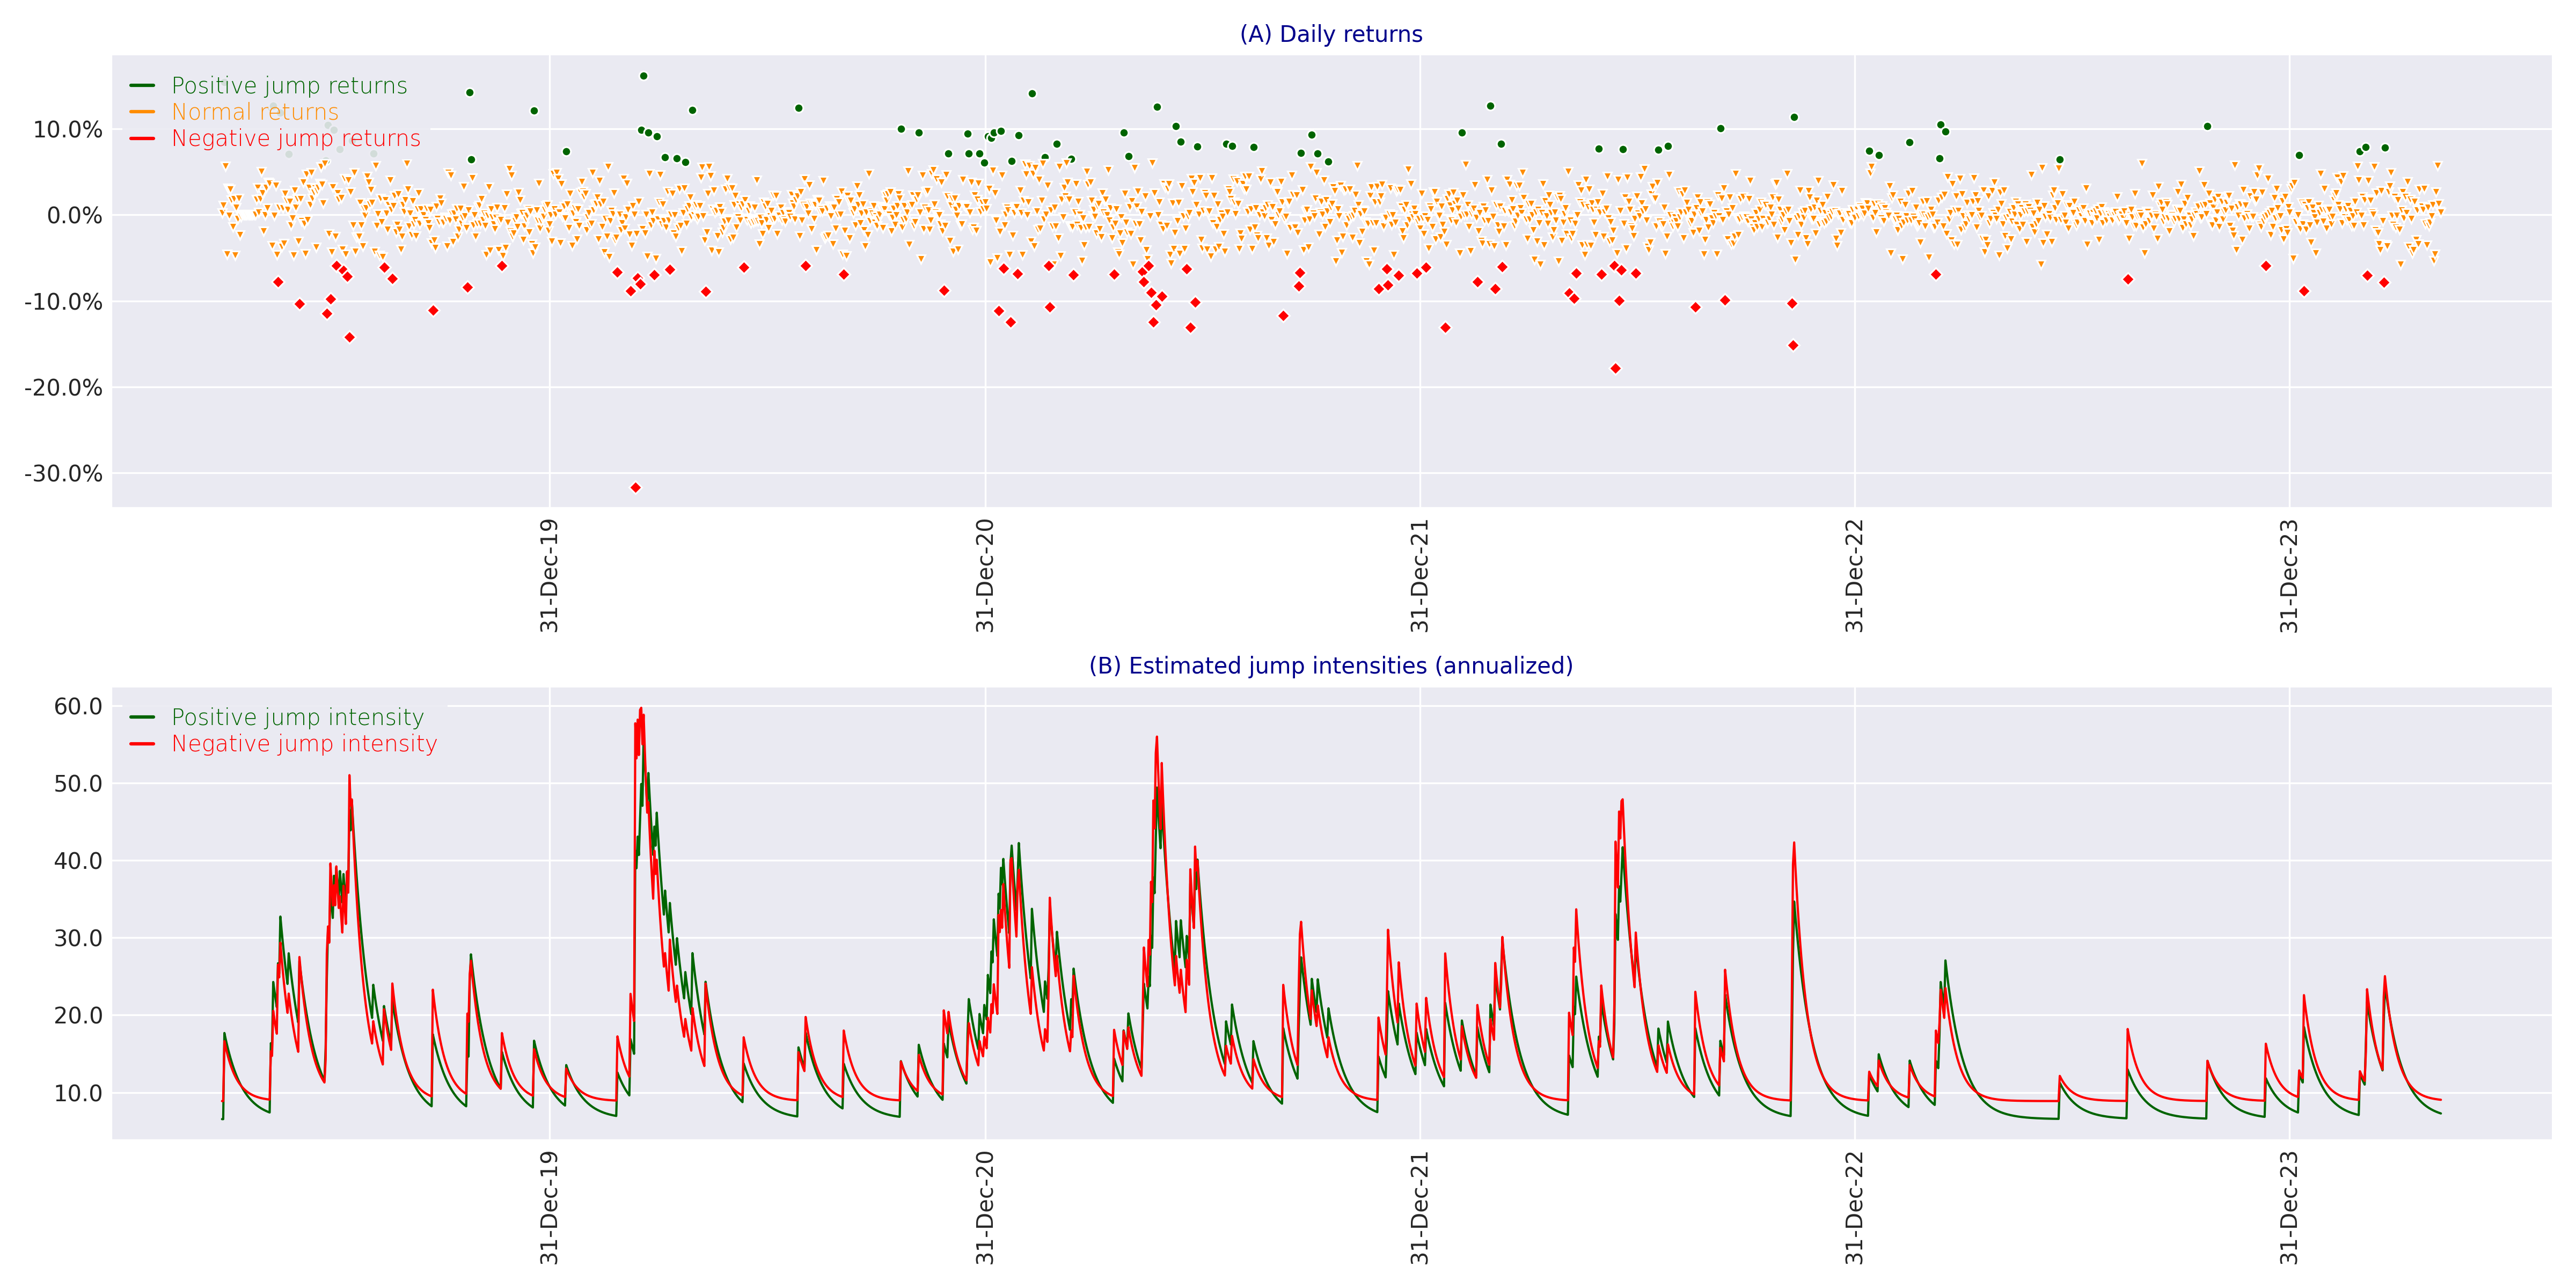 (A) Daily returns
Positive jump returns
Normal returns
Negative jump returns
10.0%
0.0%
-10.0%
-20.0%
-30.0%
31-Dec-19
31-Dec-20
31-Dec-21
31-Dec-22
31-Dec-23
(B) Estimated jump intensities (annualized)
Positive jump intensity
Negative jump intensity
60.0
50.0
40.0
30.0
20.0
10.0
31-Dec-19
31-Dec-20
31-Dec-21
31-Dec-22
31-Dec-23